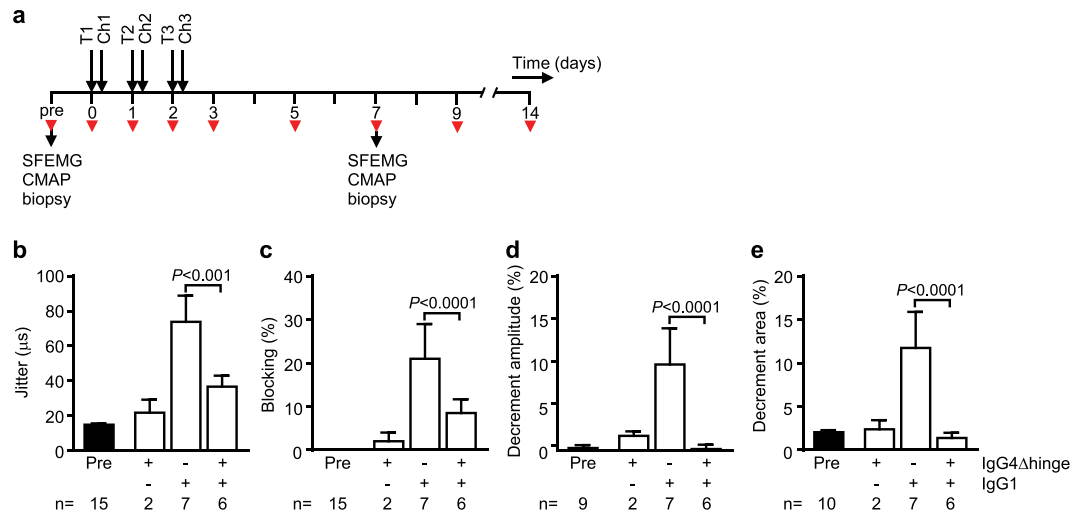 a
T1 Ch1 T2 Ch2 T3 Ch3
Time (days)
pre 0 1 2 3 5 7 9 14
SFEMG SFEMG
CMAP CMAP
biopsy biopsy
b
Jitter (µs)
100
80
60
40
20
0
P<0.001
Pre + - +
- + +
n= 15 2 7 6
c
Blocking (%)
40
30
20
10
0
P<0.0001
+ - +
- + +
n= 15 2 7 6
Pre
d
Decrement amplitude (%)
20
15
10
5
0
P<0.0001
Pre + - +
- + +
n= 9 2 7 6
e
Decrement area (%)
20
15
10
5
0
P<0.0001
Pre + - + IgG4Δhinge
- + + IgG1
n= 10 2 7 6